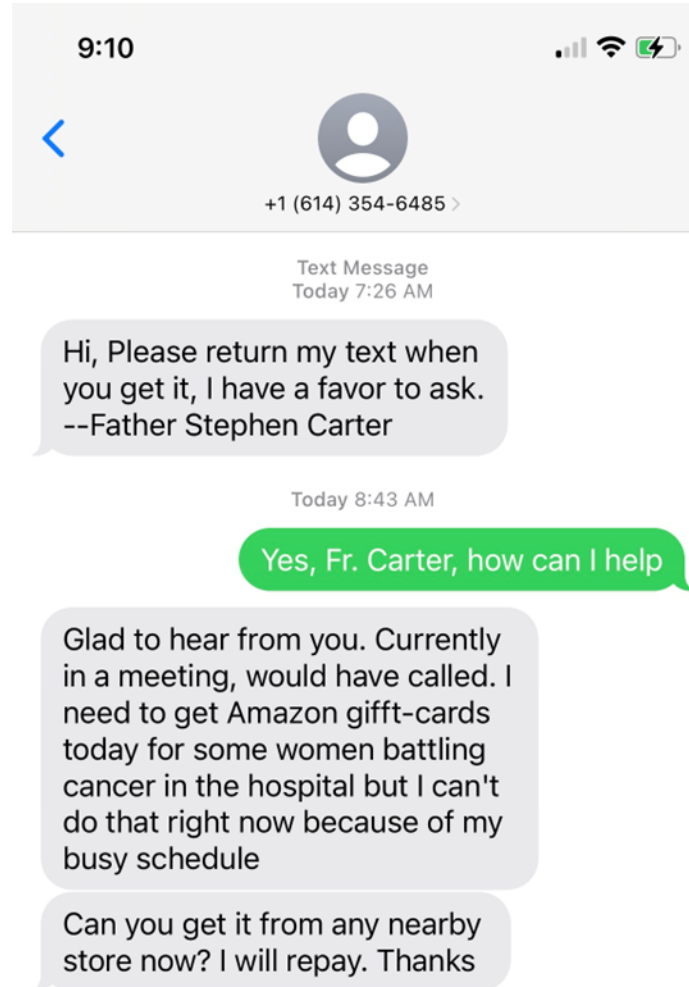 9:10
+1 (614) 354-6485
Text Message
Today 7:26 AM
Hi, Please return my text when
you get it, I have a favor to ask.
--Father Stephen Carter
Today 8:43 AM
Yes, Fr. Carter, how can I help
Glad to hear from you. Currently
in a meeting, would have called. I
need to get Amazon gifft-cards
today for some women battling
cancer in the hospital but I can't
do that right now because of my
busy schedule
Can you get it from any nearby
store now? I will repay. Thanks